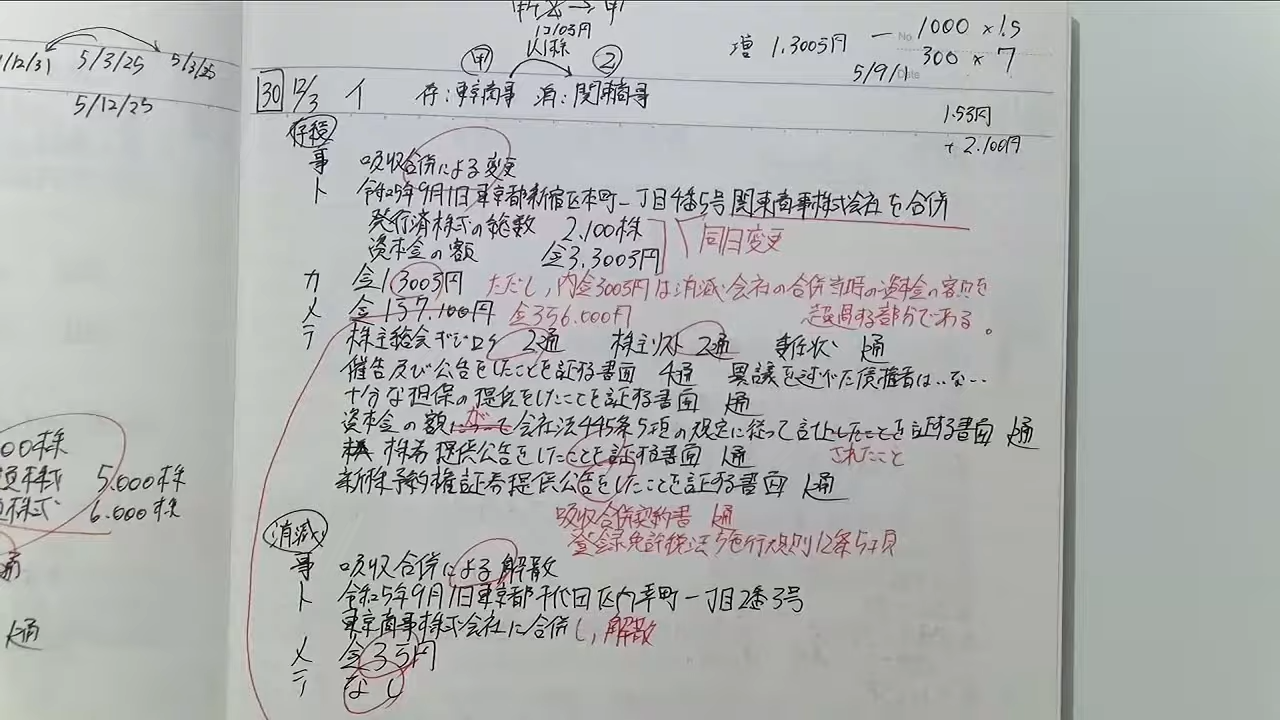 1,203万円
増 1.300万円 ー 1000 × 1.5
No 300 × 7
5/9/1 Date
1/12/31 5/3/25 5/3/25
5/12/25
甲 乙
30 12/3 イ 存:東京商事 消:関東商事
1.5万円
+ 2.100円
存続
事 吸収合併による変更
ト 令和5年9月1日東京都新宿区本町一丁目4番5号関東商事株式会社を合併
発行済株式の総数 2.100株
資本金の額 金3.300万円
同日変更
カ 金1300万円 ただし、内金300万円は消滅会社の合併当時の資本金の額を
超過する部分である。
メ 金157.100円 金356.000円
テ 株主総会ギジロク 2通 株主リスト 2通 委任状 1通
催告及び公告をしたことを証する書面 4通 異議を述べた債権者は‥な‥
十分な担保の提供をしたことを証する書面 1通
資本金の額が会社法445条5項の規定に従って計上したことを証する書面 1通
されたこと
株券提供公告をしたことを証する書面 1通
新株予約権証券提供公告をしたことを証する書面 1通
吸収合併契約書 1通
登録免許税法施行規則12条5項
消滅
事 吸収合併による解散
ト 令和5年9月1日東京都千代田区内幸町一丁目2番3号
東京商事株式会社に合併し、解散
メ 金3万円
テ なし
00株
5.000株
6.000株
1通